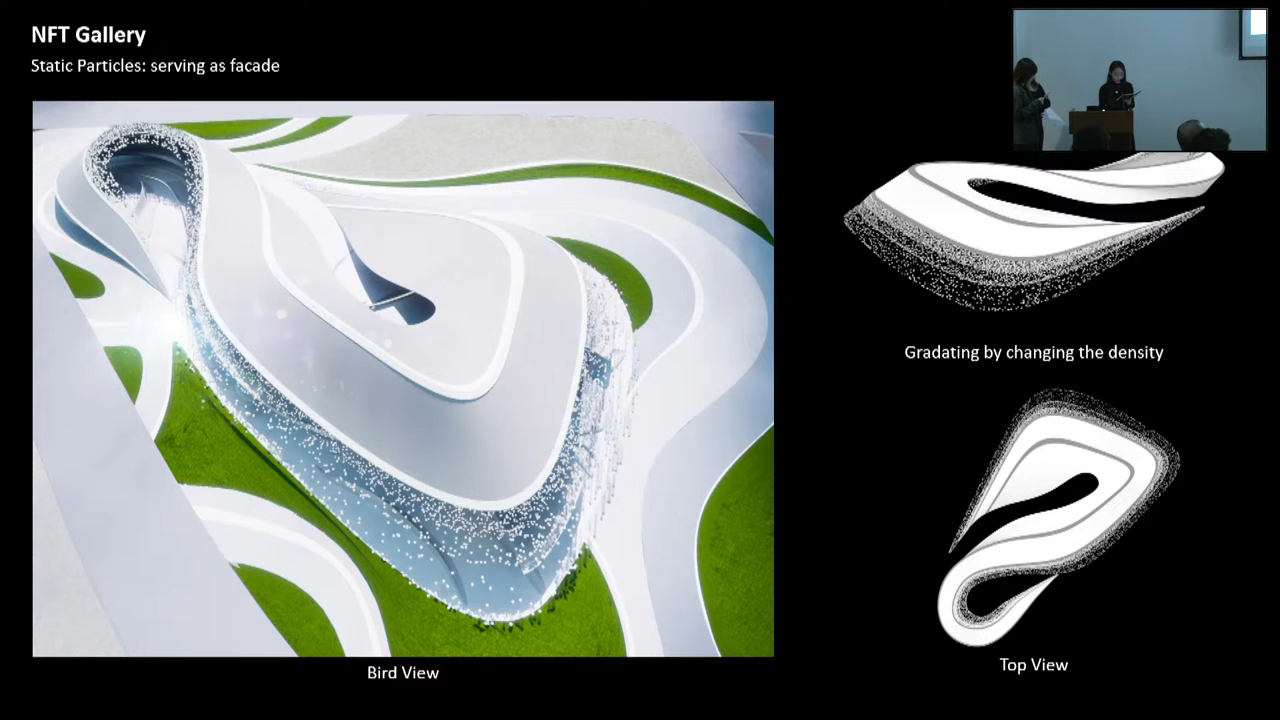 NFT Gallery
Static Particles: serving as facade
Gradating by changing the density
Bird View
Top View